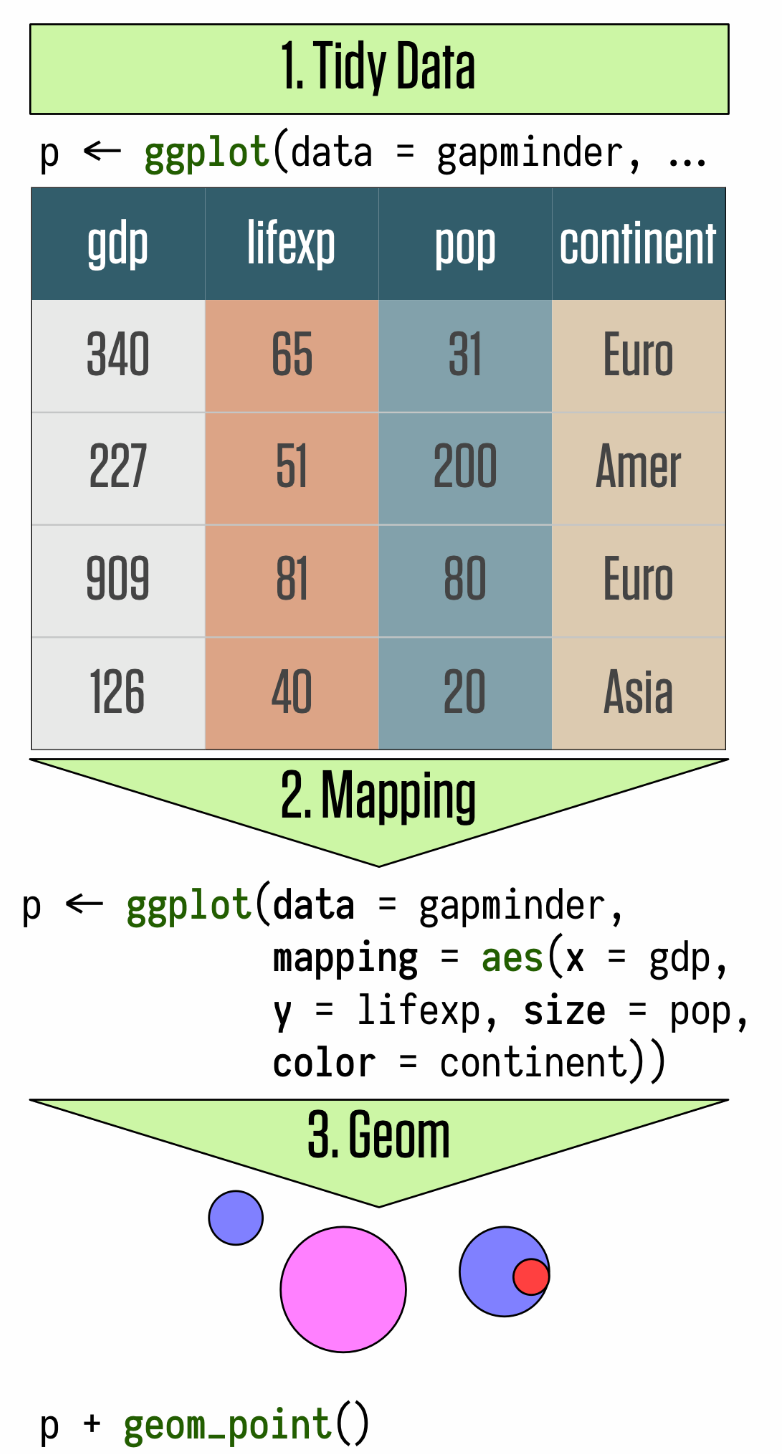 1. Tidy Data
p ← ggplot(data = gapminder, …
gdp lifexp pop continent
340 65 31 Euro
227 51 200 Amer
909 81 80 Euro
126 40 20 Asia
2. Mapping
p ← ggplot(data = gapminder,
mapping = aes(x = gdp,
y = lifexp, size = pop,
color = continent))
3. Geom
p + geom_point()